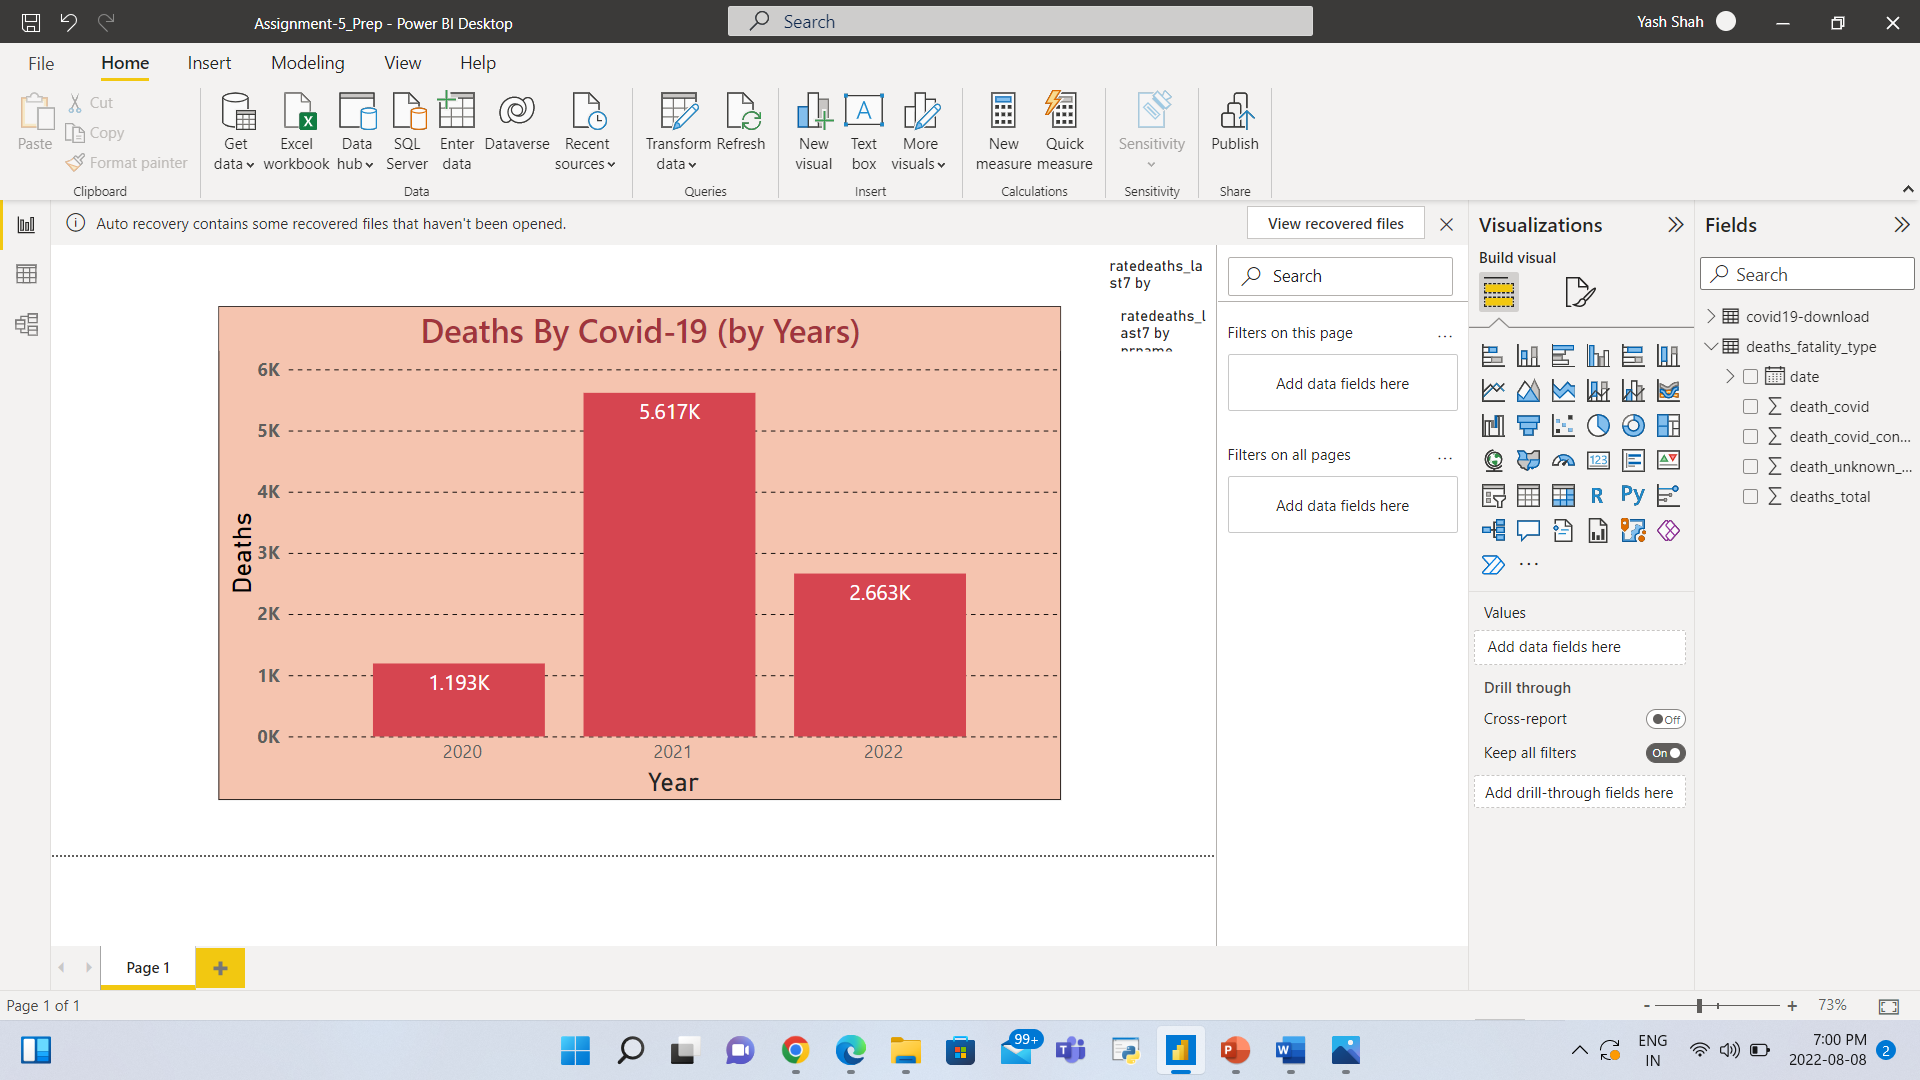 Assignment-5_Prep - Power BI Desktop
Search
Yash Shah
File
Home
Insert
Modeling
View
Help
Paste
Cut
Copy
Format painter
Clipboard
Get data
Excel workbook
Data hub
SQL Server
Enter data
Dataverse
Recent sources
Data
Transform data
Refresh
Queries
New visual
Text box
More visuals
Insert
New measure
Quick measure
Calculations
Sensitivity
Sensitivity
Publish
Share
Auto recovery contains some recovered files that haven't been opened.
View recovered files
ratedeaths_la
st7 by
ratedeaths_l
ast7 by
Deaths By Covid-19 (by Years)
6K
5K
4K
3K
2K
1K
0K
Deaths
1.193K
5.617K
2.663K
2020
2021
2022
Year
Search
Filters on this page
...
Add data fields here
Filters on all pages
...
Add data fields here
Visualizations
Build visual
123
R
Py
...
Values
Add data fields here
Drill through
Cross-report
Off
Keep all filters
On
Add drill-through fields here
Fields
Search
covid19-download
deaths_fatality_type
date
death_covid
death_covid_con...
death_unknown_...
deaths_total
Page 1
Page 1 of 1
- + 73%
99+
ENG
IN
7:00 PM
2022-08-08
2